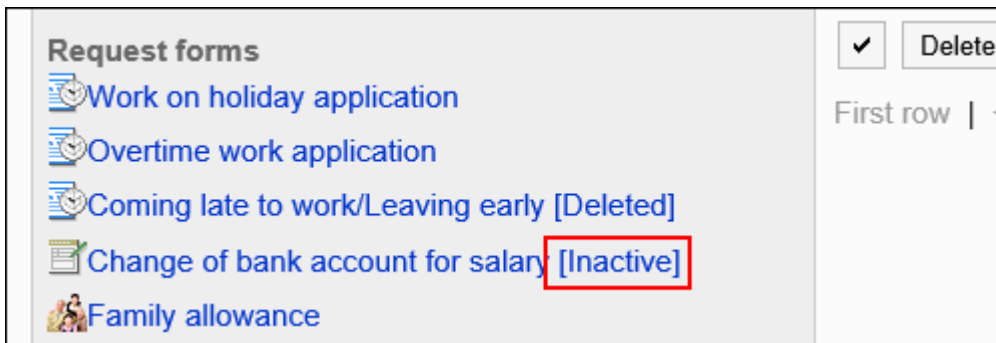 Request forms
Work on holiday application
Overtime work application
Coming late to work/Leaving early [Deleted]
Change of bank account for salary [Inactive]
Family allowance
Delete
First row |